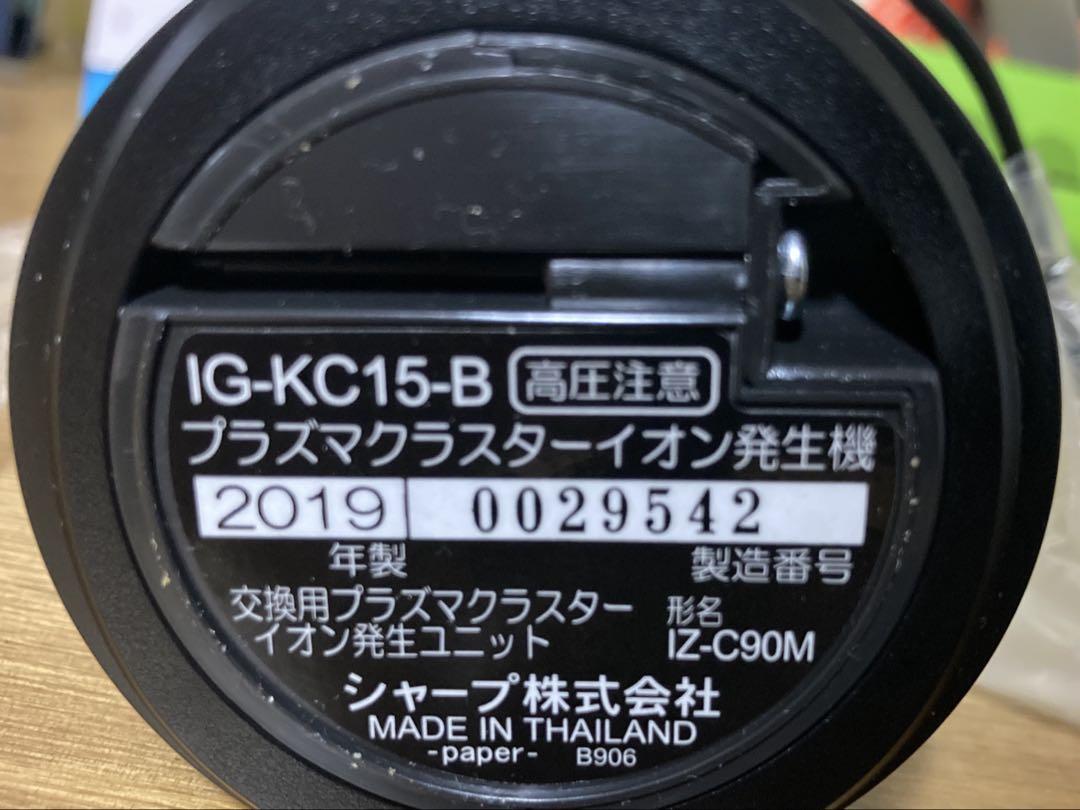 IG-KC15-B 高圧注意
プラズマクラスターイオン発生機
2019 0029542
年製 製造番号
交換用プラズマクラスター 形名
イオン発生ユニット IZ-C90M
シャープ株式会社
MADE IN THAILAND
-paper- B906